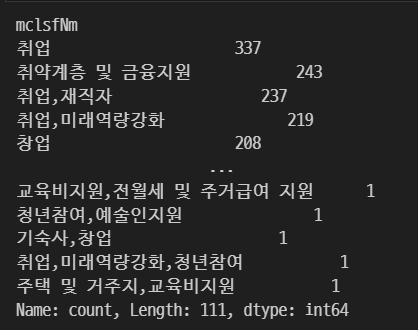 mclsfNm
취업 337
취약계층 및 금융지원 243
취업,재직자 237
취업,미래역량강화 219
창업 208
...
교육비지원,전월세 및 주거급여 지원 1
청년참여,예술인지원 1
기숙사,창업 1
취업,미래역량강화,청년참여 1
주택 및 거주지,교육비지원 1
Name: count, Length: 111, dtype: int64